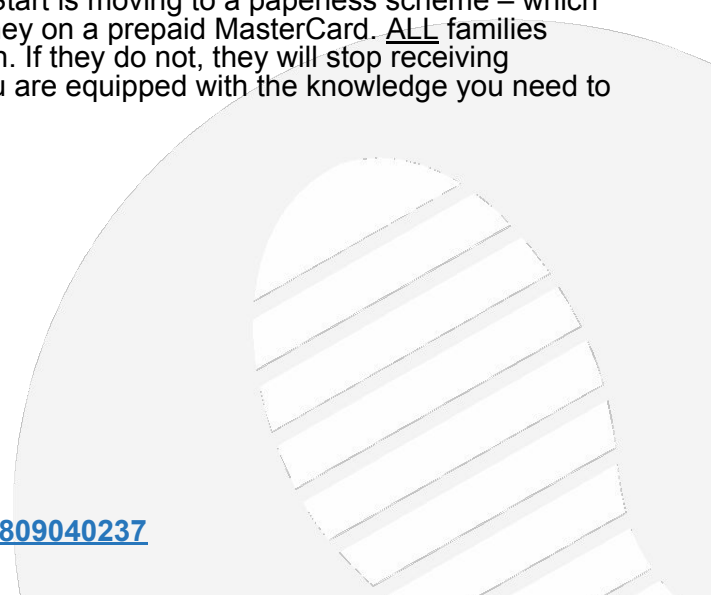 Start is moving to a paperless scheme – which
ey on a prepaid MasterCard. ALL families
. If they do not, they will stop receiving
u are equipped with the knowledge you need to
809040237